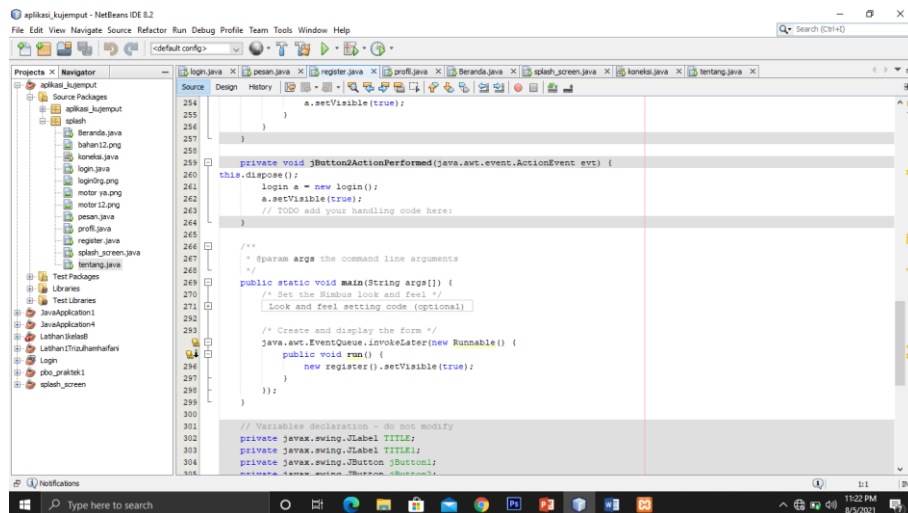 aplikasi_kujemput - NetBeans IDE 8.2
File Edit View Navigate Source Refactor Run Debug Profile Team Tools Window Help
Search (Ctrl+I)
<default config>
Projects Navigator
login.java pesan.java register.java profil.java Beranda.java splash_screen.java koneksi.java tentang.java
Source Design History
aplikasi_kujemput
Source Packages
aplikasi_kujemput
splash
Beranda.java
bahan12.png
koneksi.java
login.java
login0rg.png
motor ya.png
motor12.png
pesan.java
profil.java
register.java
splash_screen.java
tentang.java
Test Packages
Libraries
Test Libraries
JavaApplication1
JavaApplication4
Latihan1kelasB
Latihan1Trizulhamhaifani
Login
pbo_praktek1
splash_screen
254 a.setVisible(true);
255 }
256 }
257 }
258
259 private void jButton2ActionPerformed(java.awt.event.ActionEvent evt) {
260 this.dispose();
261 login a = new login();
262 a.setVisible(true);
263 // TODO add your handling code here:
264 }
265
266 /**
267 * @param args the command line arguments
268 */
269 public static void main(String args[]) {
270 /* Set the Nimbus look and feel */
271 Look and feel setting code (optional)
292
293 /* Create and display the form */
java.awt.EventQueue.invokeLater(new Runnable() {
public void run() {
296 new register().setVisible(true);
297 }
298 });
299 }
300
301 // Variables declaration - do not modify
302 private javax.swing.JLabel TITLE;
303 private javax.swing.JLabel TITLE1;
304 private javax.swing.JButton jButton1;
305 private javax.swing.JButton jButton2;
Notifications
1
1:1
Type here to search
11:22 PM
8/5/2021